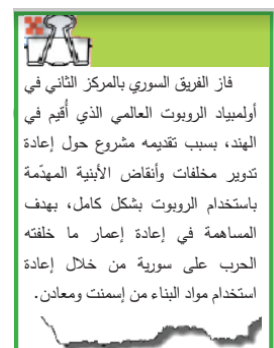 فاز الفريق السوري بالمركز الثاني في
أولمبياد الروبوت العالمي الذي أُقيم في
الهند، بسبب تقديمه مشروع حول إعادة
تدوير مخلفات وأنقاض الأبنية المهدّمة
باستخدام الروبوت بشكل كامل، بهدف
المساهمة في إعادة إعمار ما خلفته
الحرب على سورية من خلال إعادة
استخدام مواد البناء من إسمنت ومعادن.